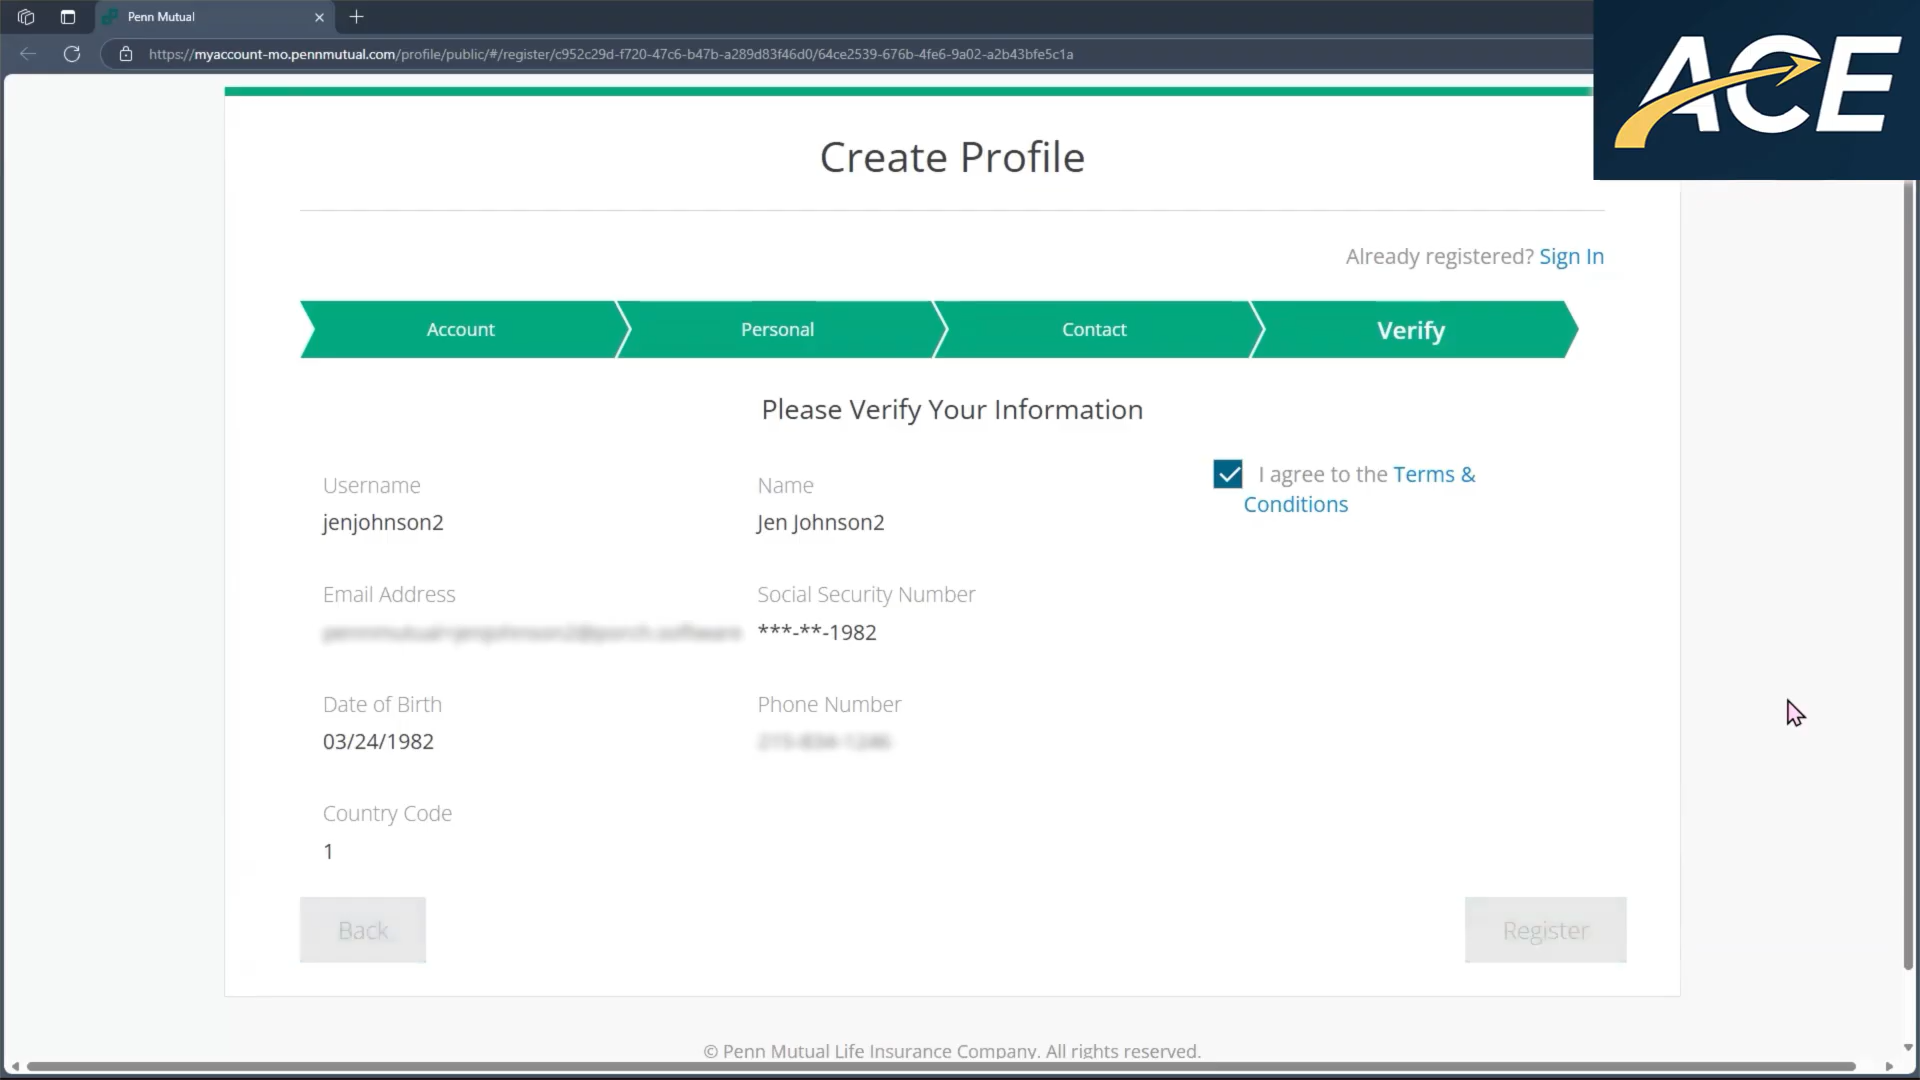 Penn Mutual
https://myaccount-mo.pennmutual.com/profile/public/#/register/c952c29d-f720-47c6-b47b-a289d83f46d0/64ce2539-676b-4fe6-9a02-a2b43bfe5c1a
ACE
Create Profile
Already registered? Sign In
Account
Personal
Contact
Verify
Please Verify Your Information
Username
jenjohnson2
Name
Jen Johnson2
I agree to the Terms &
Conditions
Email Address
Social Security Number
***-**-1982
Date of Birth
03/24/1982
Phone Number
Country Code
1
Back
Register
© Penn Mutual Life Insurance Company. All rights reserved.